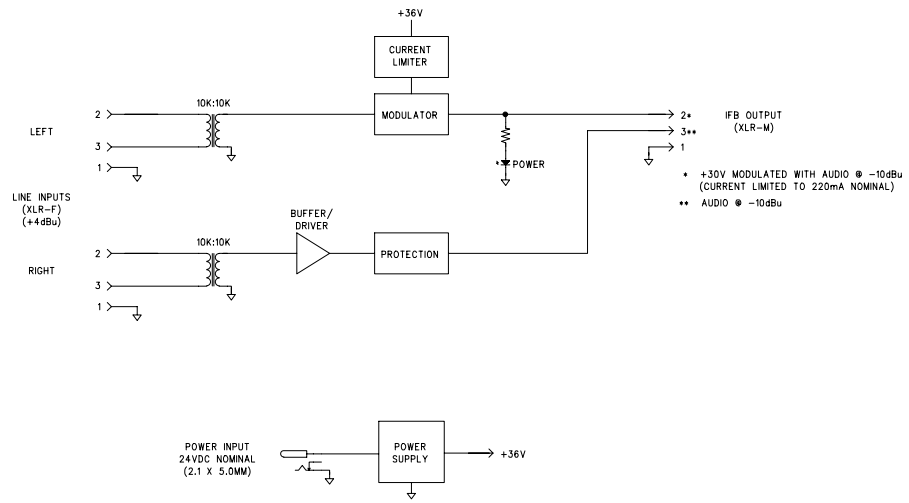 +36V
CURRENT
LIMITER
10K:10K
2
MODULATOR
2*
IFB OUTPUT
(XLR-M)
LEFT
3**
3
POWER
1
1
* +30V MODULATED WITH AUDIO @ -10dBu
(CURRENT LIMITED TO 220mA NOMINAL)
** AUDIO @ -10dBu
LINE INPUTS
(XLR-F)
(+4dBu)
BUFFER/
DRIVER
10K:10K
2
PROTECTION
RIGHT
3
1
POWER INPUT
24VDC NOMINAL
(2.1 X 5.0MM)
POWER
SUPPLY
+36V